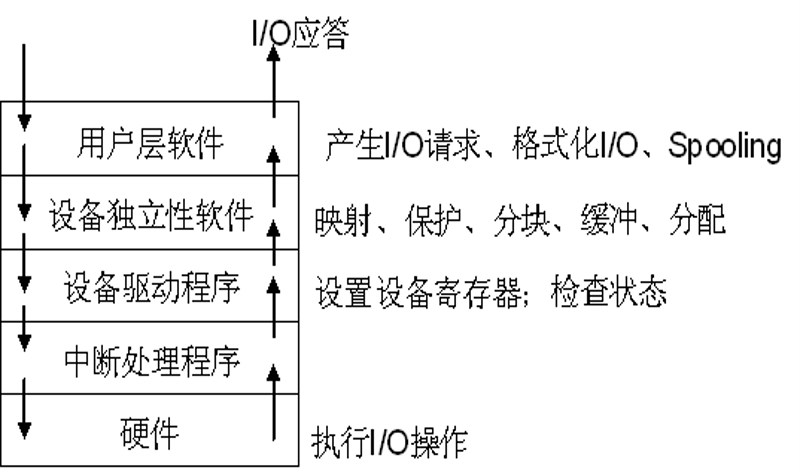 I/O应答
用户层软件 产生I/O请求、格式化I/O、Spooling
设备独立性软件 映射、保护、分块、缓冲、分配
设备驱动程序 设置设备寄存器；检查状态
中断处理程序
硬件 执行I/O操作